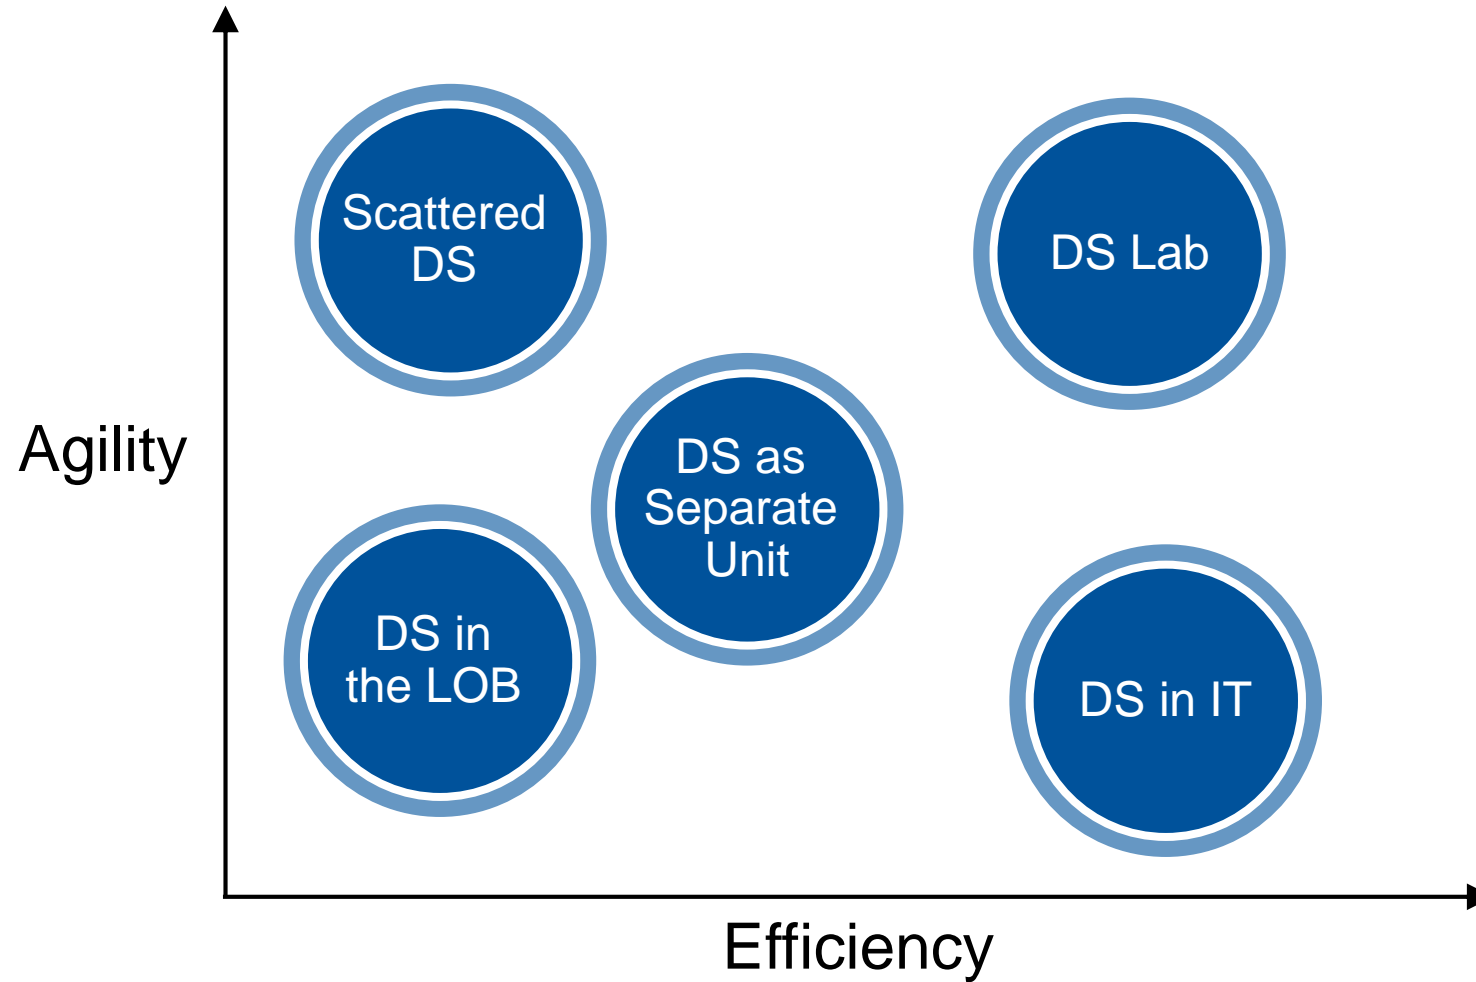 Scattered
DS
DS Lab
Agility
DS as
Separate
Unit
DS in
the LOB
DS in IT
Efficiency